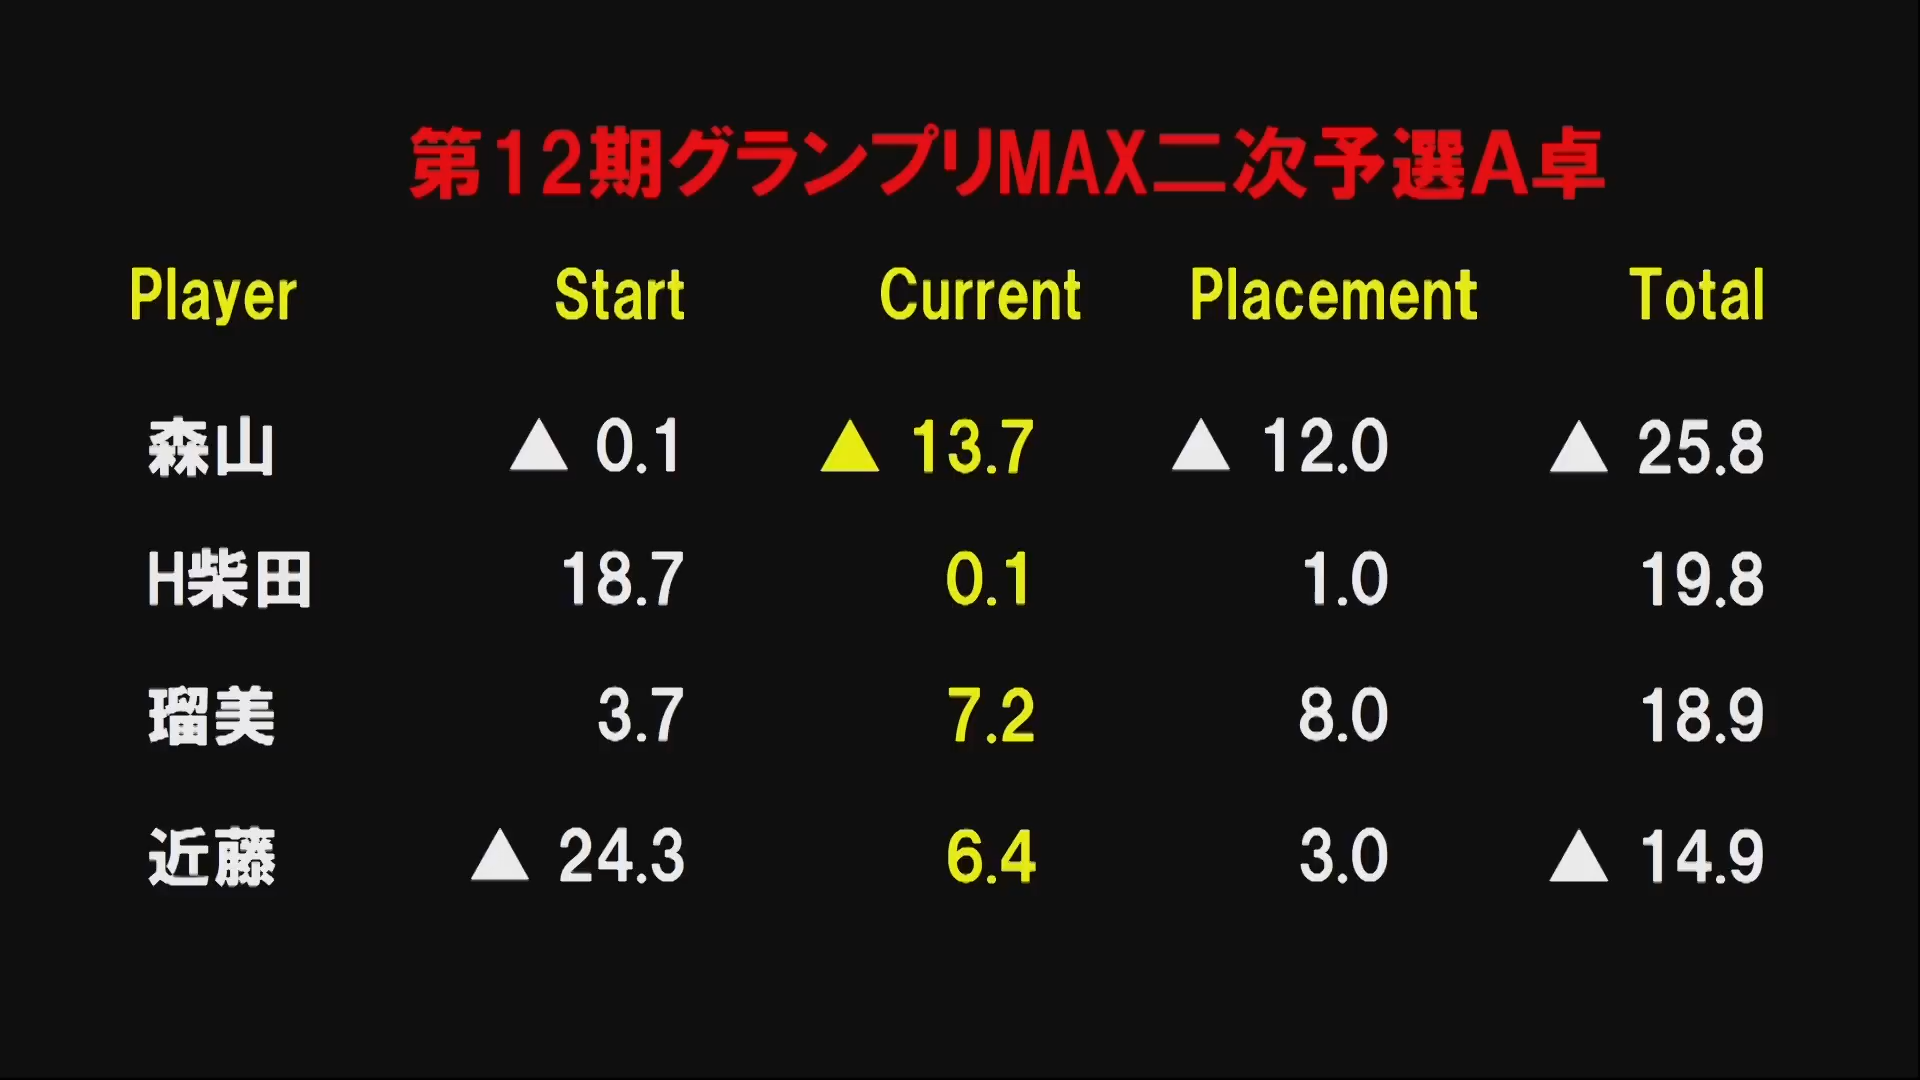 第12期グランプリMAX二次予選A卓
Player Start Current Placement Total
森山 ▲ 0.1 ▲ 13.7 ▲ 12.0 ▲ 25.8
H柴田 18.7 0.1 1.0 19.8
瑠美 3.7 7.2 8.0 18.9
近藤 ▲ 24.3 6.4 3.0 ▲ 14.9